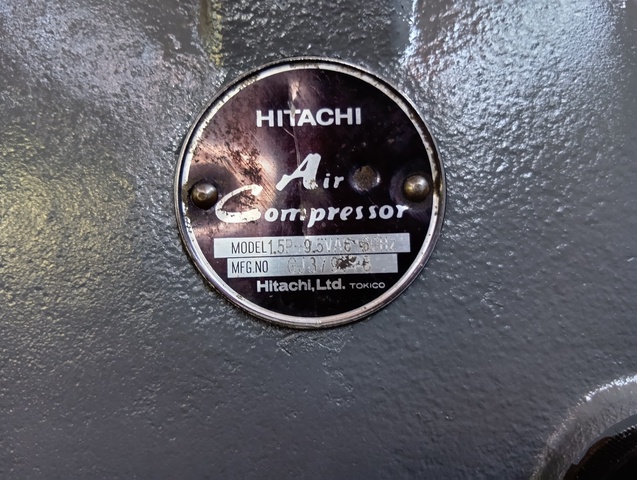 HITACHI
Air
Compressor
MODEL
MFG.NO
Hitachi,Ltd. TOKICO